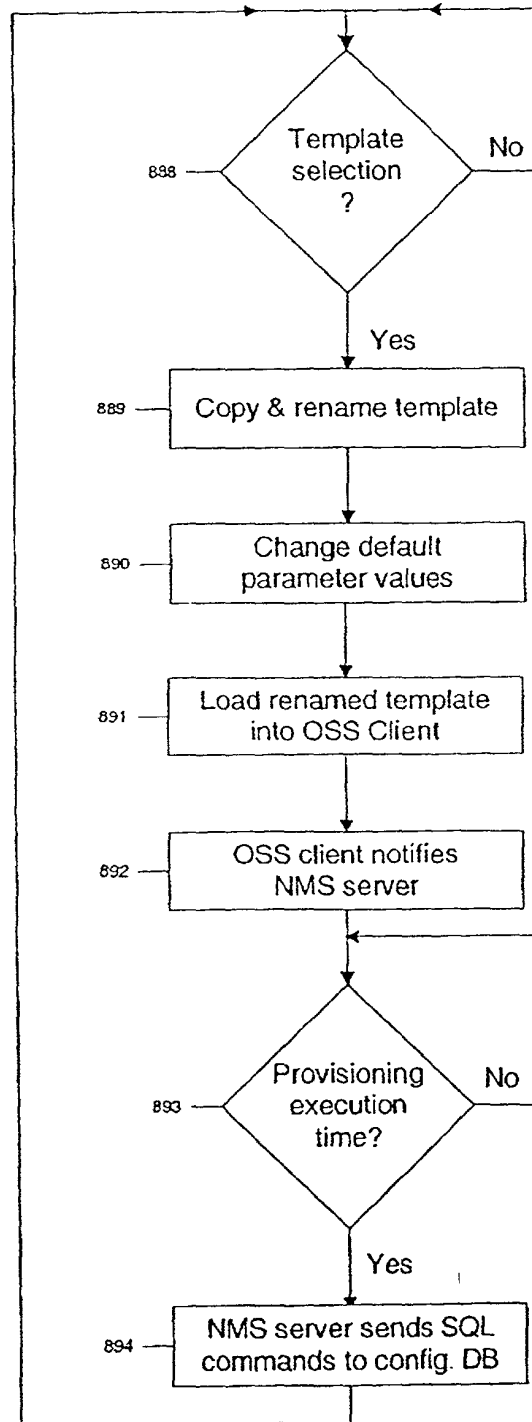 Template
selection
?
888
No
Yes
889
Copy & rename template
890
Change default
parameter values
891
Load renamed template
into OSS Client
892
OSS client notifies
NMS server
893
Provisioning
execution
time?
No
Yes
894
NMS server sends SQL
commands to config. DB